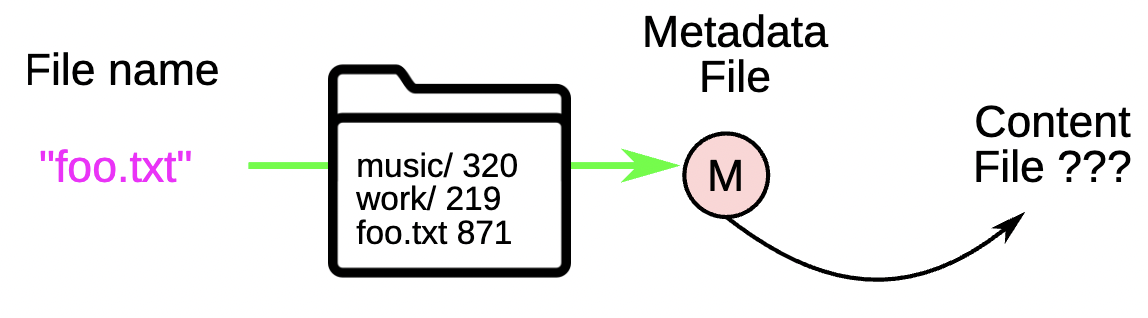 File name
"foo.txt"
music/ 320
work/ 219
foo.txt 871
Metadata
File
M
Content
File ???